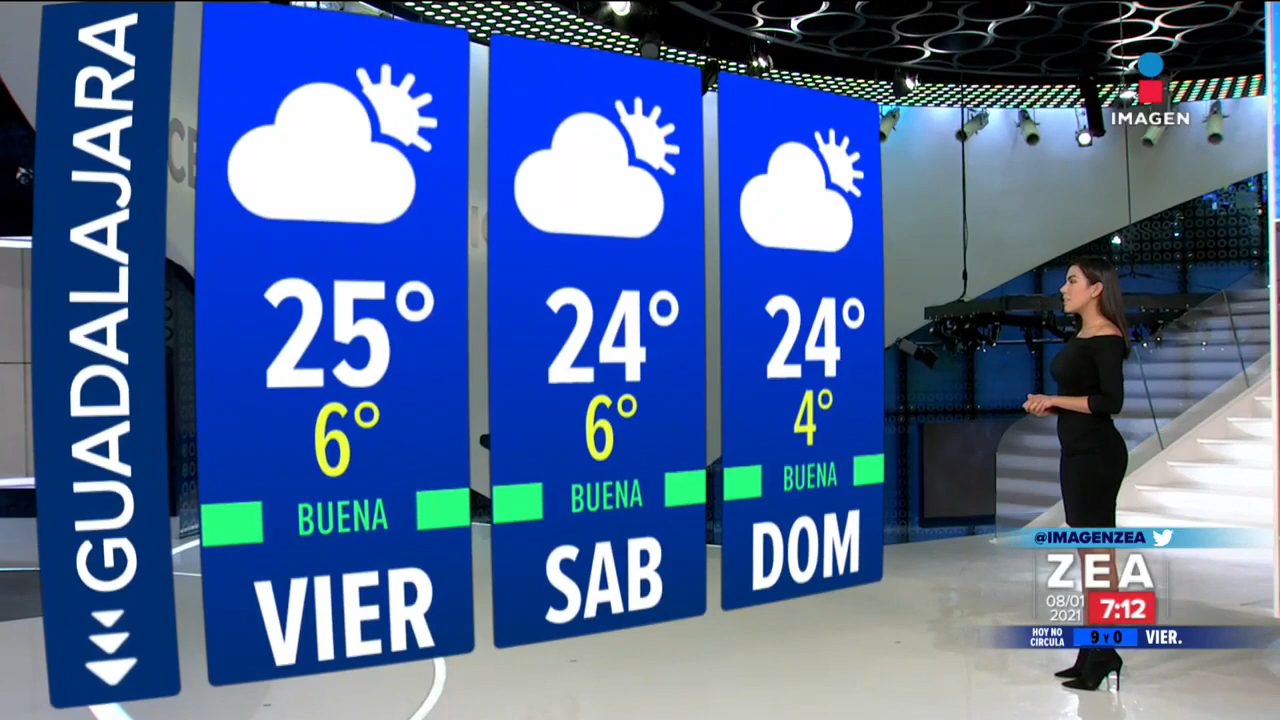 GUADALAJARA
25°
6°
BUENA
VIER
24°
6°
BUENA
SAB
24°
4°
BUENA
DOM
IMAGEN
@IMAGENZEA
ZEA
08/01
2021
7:12
HOY NO
CIRCULA
9 Y 0
VIER.